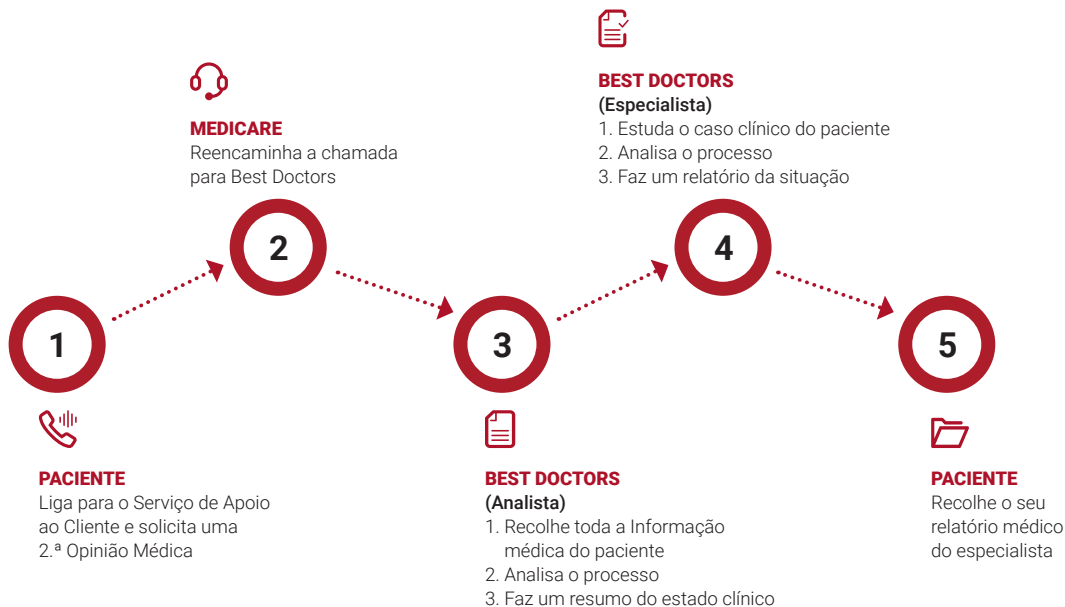 1
PACIENTE
Liga para o Serviço de Apoio
ao Cliente e solicita uma
2.ª Opinião Médica
MEDICARE
Reencaminha a chamada
para Best Doctors
2
3
BEST DOCTORS
(Analista)
1. Recolhe toda a Informação
médica do paciente
2. Analisa o processo
3. Faz um resumo do estado clínico
BEST DOCTORS
(Especialista)
1. Estuda o caso clínico do paciente
2. Analisa o processo
3. Faz um relatório da situação
4
5
PACIENTE
Recolhe o seu
relatório médico
do especialista